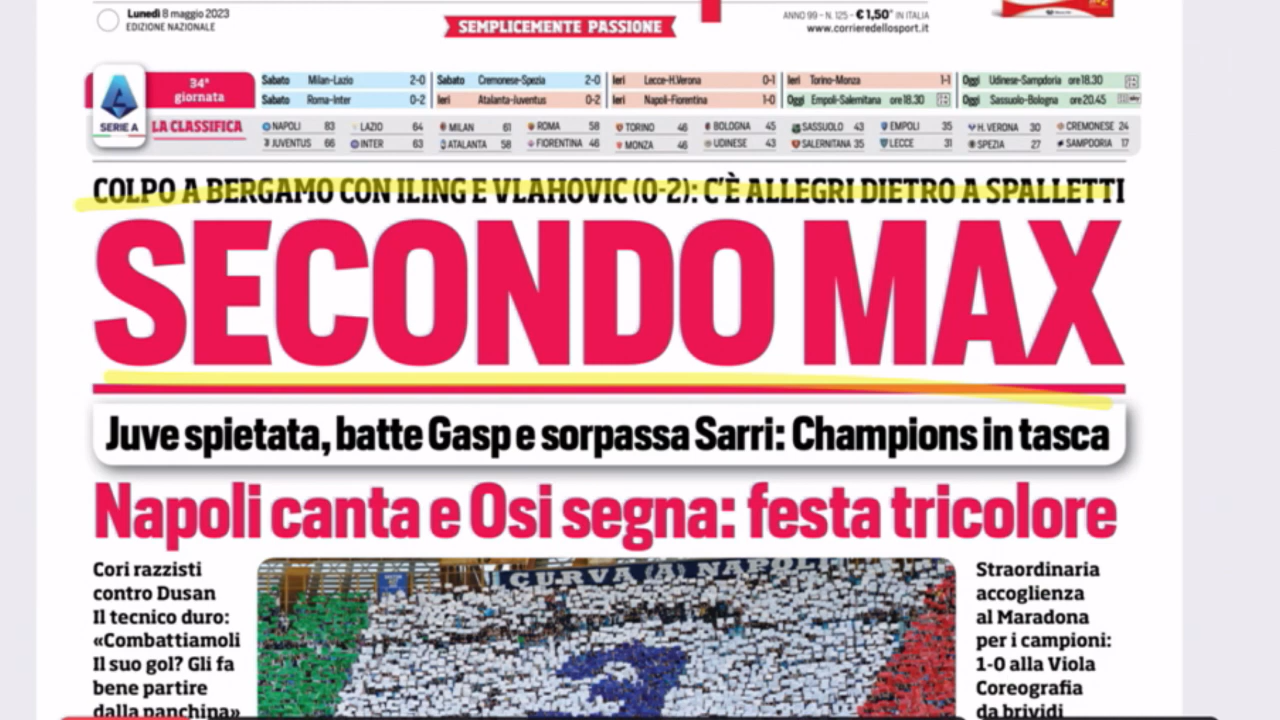 Lunedì 8 maggio 2023
EDIZIONE NAZIONALE
SEMPLICEMENTE PASSIONE
ANNO 99 - N. 125 - € 1,50* IN ITALIA
www.corrieredellosport.it
SERIE A
34ª giornata
LA CLASSIFICA
Sabato Milan-Lazio 2-0
Sabato Roma-Inter 0-2
Sabato Cremonese-Spezia 2-0
Ieri Atalanta-Juventus 0-2
Ieri Lecce-H.Verona 0-1
Ieri Napoli-Fiorentina 1-0
Ieri Torino-Monza 1-1
Oggi Empoli-Salernitana ore 18.30
Oggi Udinese-Sampdoria ore 18.30
Oggi Sassuolo-Bologna ore 20.45
NAPOLI 83 LAZIO 64 MILAN 61 ROMA 58 TORINO 46 BOLOGNA 45 SASSUOLO 43 EMPOLI 35 H. VERONA 30 CREMONESE 24
JUVENTUS 66 INTER 63 ATALANTA 58 FIORENTINA 46 MONZA 46 UDINESE 43 SALERNITANA 35 LECCE 31 SPEZIA 27 SAMPDORIA 17
COLPO A BERGAMO CON ILING E VLAHOVIC (0-2): C'È ALLEGRI DIETRO A SPALLETTI
SECONDO MAX
Juve spietata, batte Gasp e sorpassa Sarri: Champions in tasca
Napoli canta e Osi segna: festa tricolore
Cori razzisti
contro Dusan
Il tecnico duro:
«Combattiamoli
Il suo gol? Gli fa
bene partire
dalla panchina»
CURVA (A) NAPOLI
Straordinaria
accoglienza
al Maradona
per i campioni:
1-0 alla Viola
Coreografia
da brividi